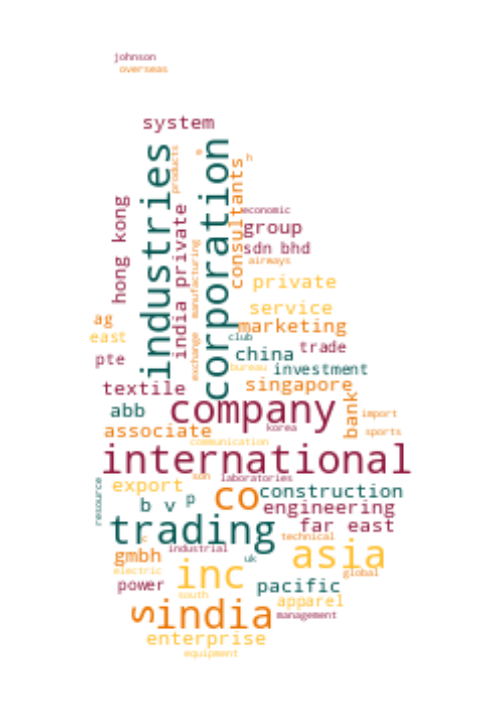 johnson
overseas
system
industries
corporation
products
e
h
consultants
hong kong
india private
economic
group
sdn bhd
manufacturing
airways
private
service
ag
marketing
east
club
exchange
china
trade
pte
bureau
investment
textile
singapore
abb
company
bank
import
associate
korea
sports
communication
international
son
laboratories
resource
export
co
construction
b v
p
engineering
trading
far east
c
technical
industrial
gmbh
uk
asia
electric
inc
global
power
pacific
south
apparel
s
india
management
enterprise
equipment